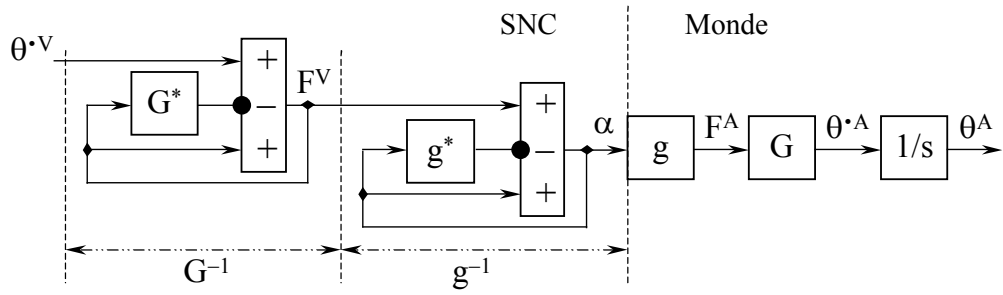 SNC Monde
θ•V
+
G*
−
+
F^V
+
g*
−
+
α
g
F^A
G
θ•A
1/s
θ^A
G^−1
g^−1